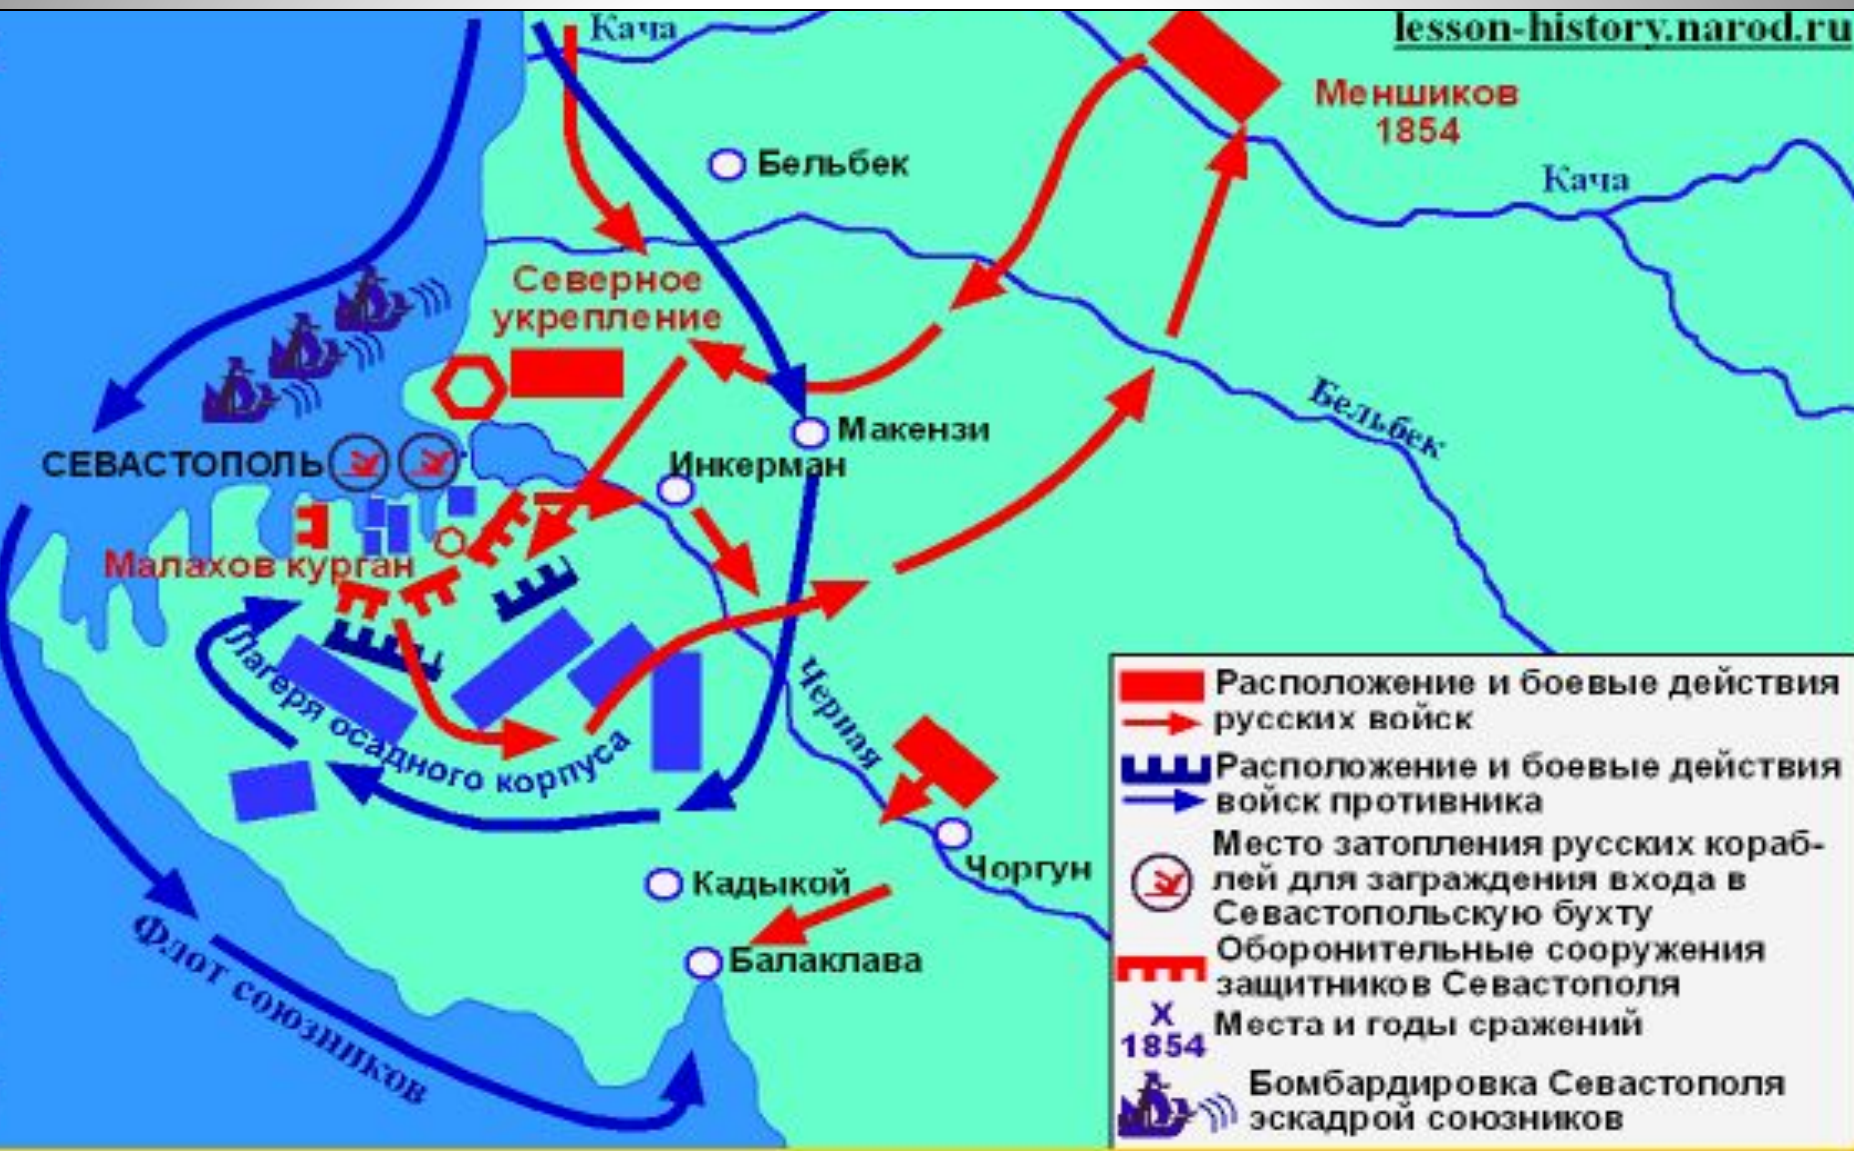 lesson-history.narod.ru
Кача
Меншиков
1854
Бельбек
Кача
Северное
укрепление
Бельбек
Макензи
СЕВАСТОПОЛЬ
Инкерман
Малахов курган
Лагеря осадного корпуса
Черная
Чоргун
Кадыкой
Балаклава
Флот союзников
Расположение и боевые действия
русских войск
Расположение и боевые действия
войск противника
Место затопления русских кораб-
лей для заграждения входа в
Севастопольскую бухту
Оборонительные сооружения
защитников Севастополя
X
1854
Места и годы сражений
Бомбардировка Севастополя
эскадрой союзников